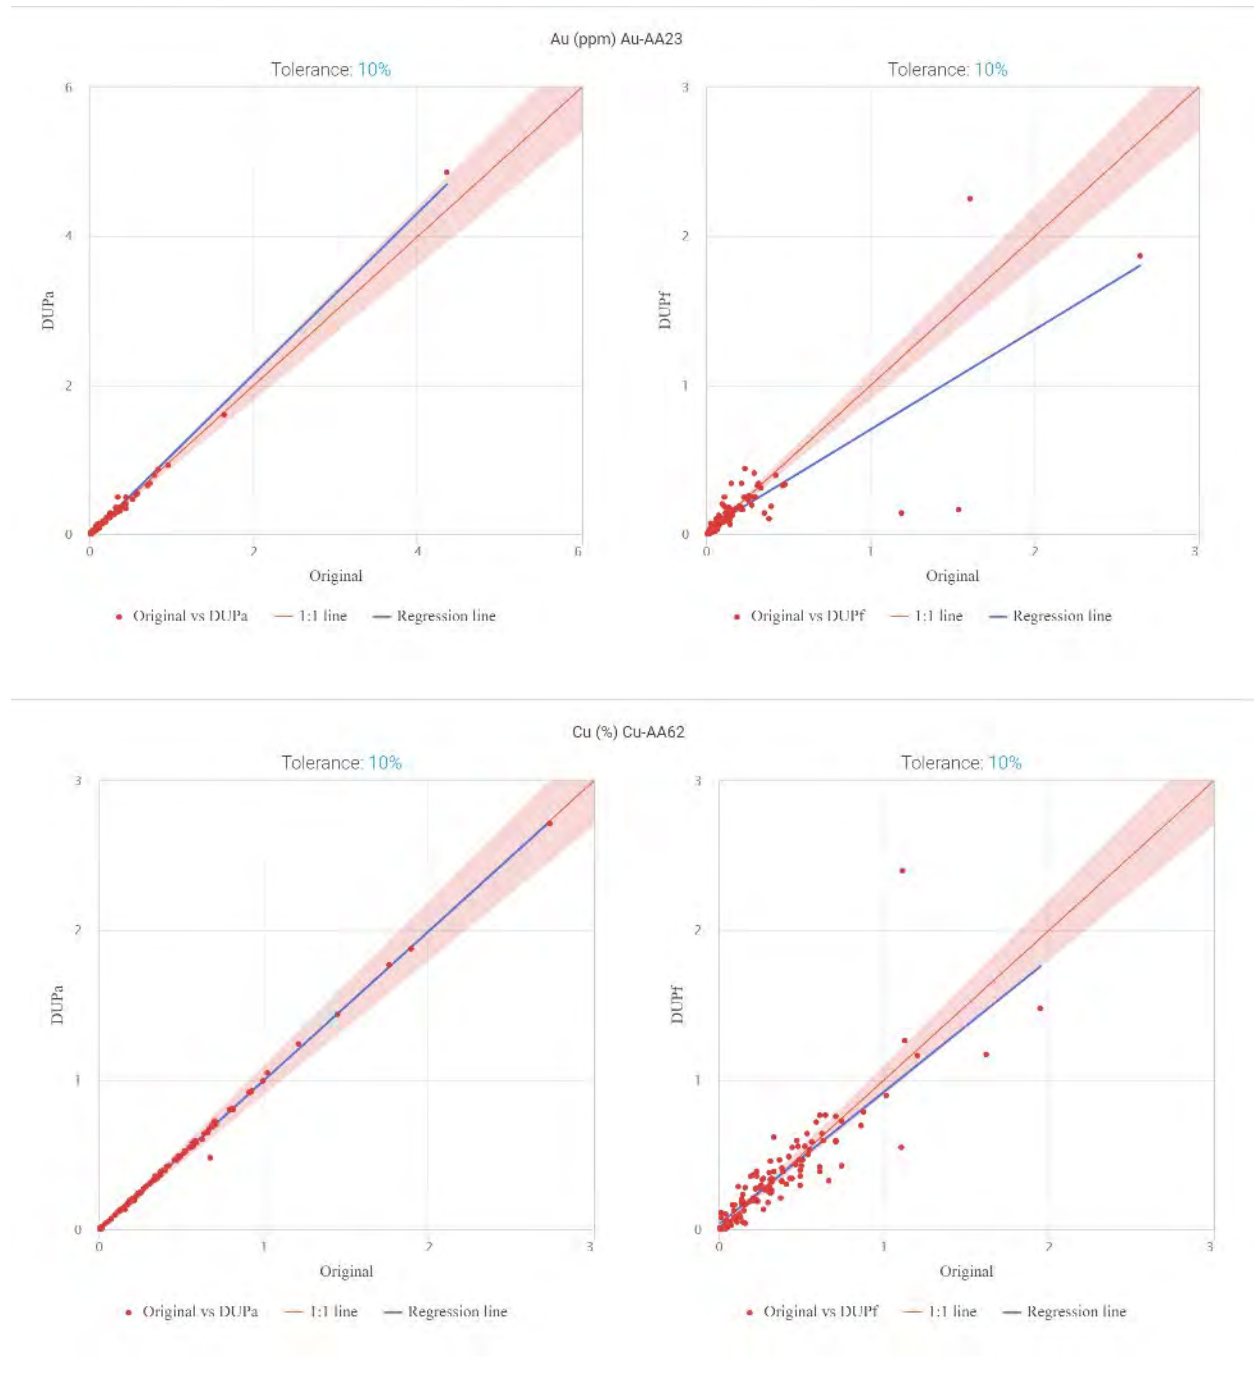 Au (ppm) Au-AA23
Tolerance: 10%
6
4
2
0
DUPa
0 2 4 6
Original
Original vs DUPa 1:1 line Regression line
Tolerance: 10%
3
2
1
0
DUPf
0 1 2 3
Original
Original vs DUPf 1:1 line Regression line
Cu (%) Cu-AA62
Tolerance: 10%
3
2
1
0
DUPa
0 1 2 3
Original
Original vs DUPa 1:1 line Regression line
Tolerance: 10%
3
2
1
0
DUPf
0 1 2 3
Original
Original vs DUPf 1:1 line Regression line